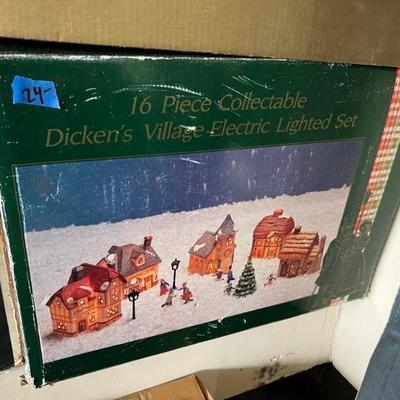 24-
16 Piece Collectable
Dicken's Village Electric Lighted Set